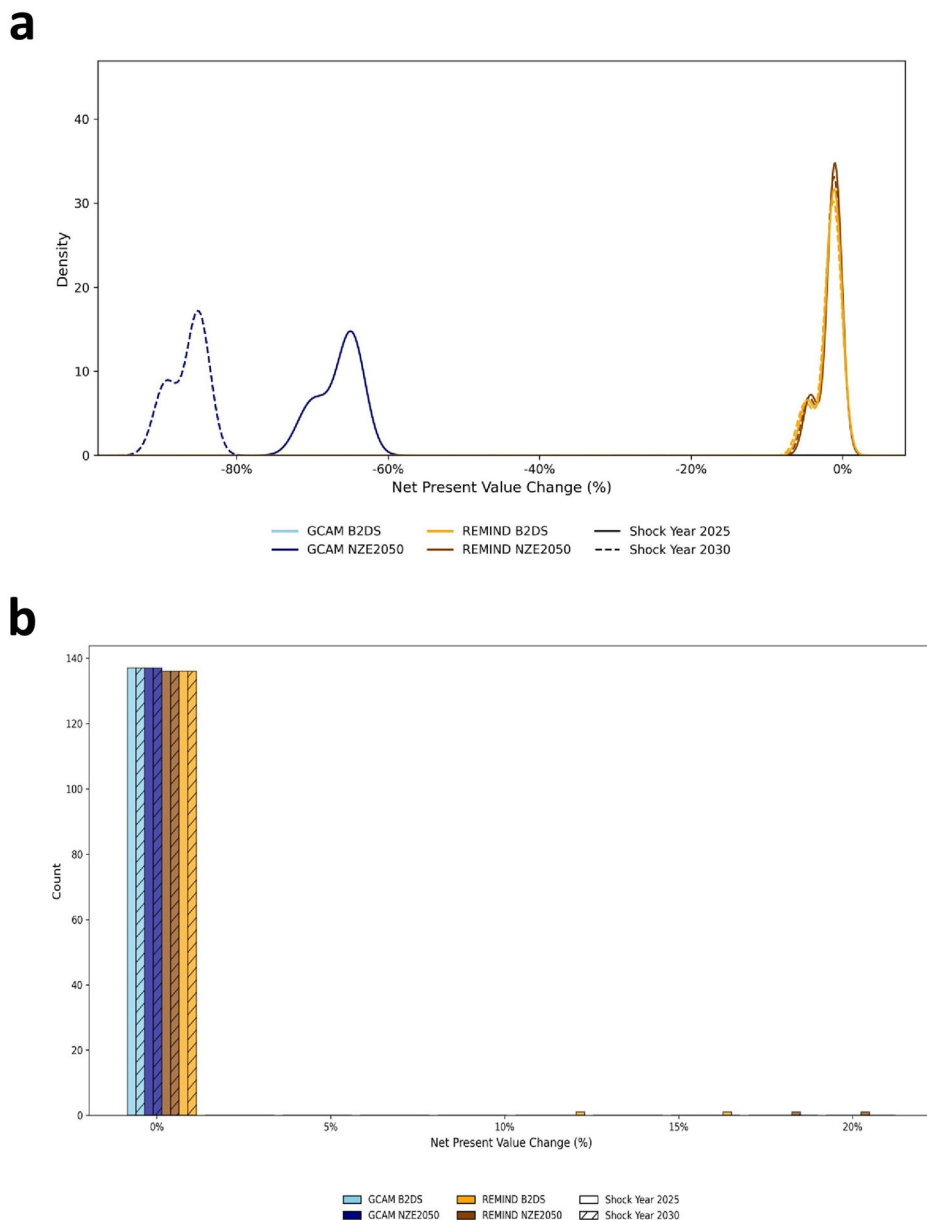 a
40
30
20
10
0
Density
-80% -60% -40% -20% 0%
Net Present Value Change (%)
GCAM B2DS REMIND B2DS Shock Year 2025
GCAM NZE2050 REMIND NZE2050 Shock Year 2030
b
140
120
100
80
60
40
20
0
Count
0% 5% 10% 15% 20%
Net Present Value Change (%)
GCAM B2DS REMIND B2DS Shock Year 2025
GCAM NZE2050 REMIND NZE2050 Shock Year 2030